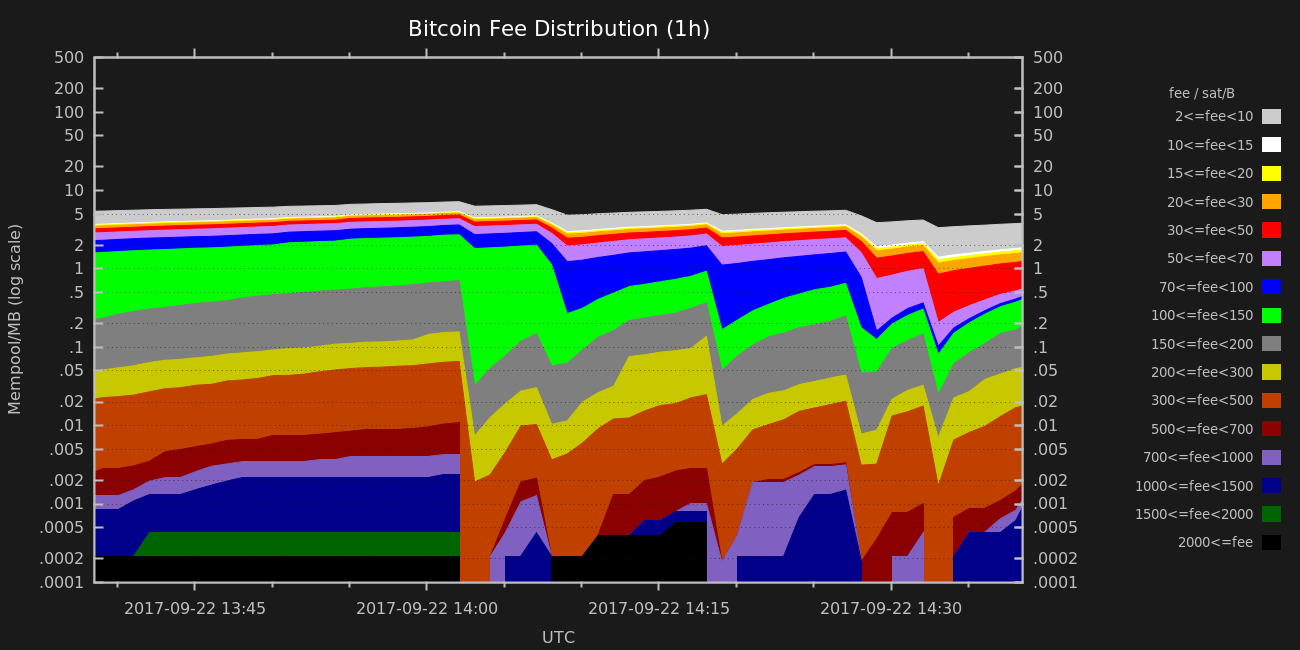 Bitcoin Fee Distribution (1h)
500 500
200 200
100 100
50 50
20 20
10 10
5 5
2 2
1 1
.5 .5
.2 .2
.1 .1
.05 .05
.02 .02
.01 .01
.005 .005
.002 .002
.001 .001
.0005 .0005
.0002 .0002
.0001 .0001
Mempool/MB (log scale)
2017-09-22 13:45 2017-09-22 14:00 2017-09-22 14:15 2017-09-22 14:30
UTC
fee / sat/B
2<=fee<10
10<=fee<15
15<=fee<20
20<=fee<30
30<=fee<50
50<=fee<70
70<=fee<100
100<=fee<150
150<=fee<200
200<=fee<300
300<=fee<500
500<=fee<700
700<=fee<1000
1000<=fee<1500
1500<=fee<2000
2000<=fee